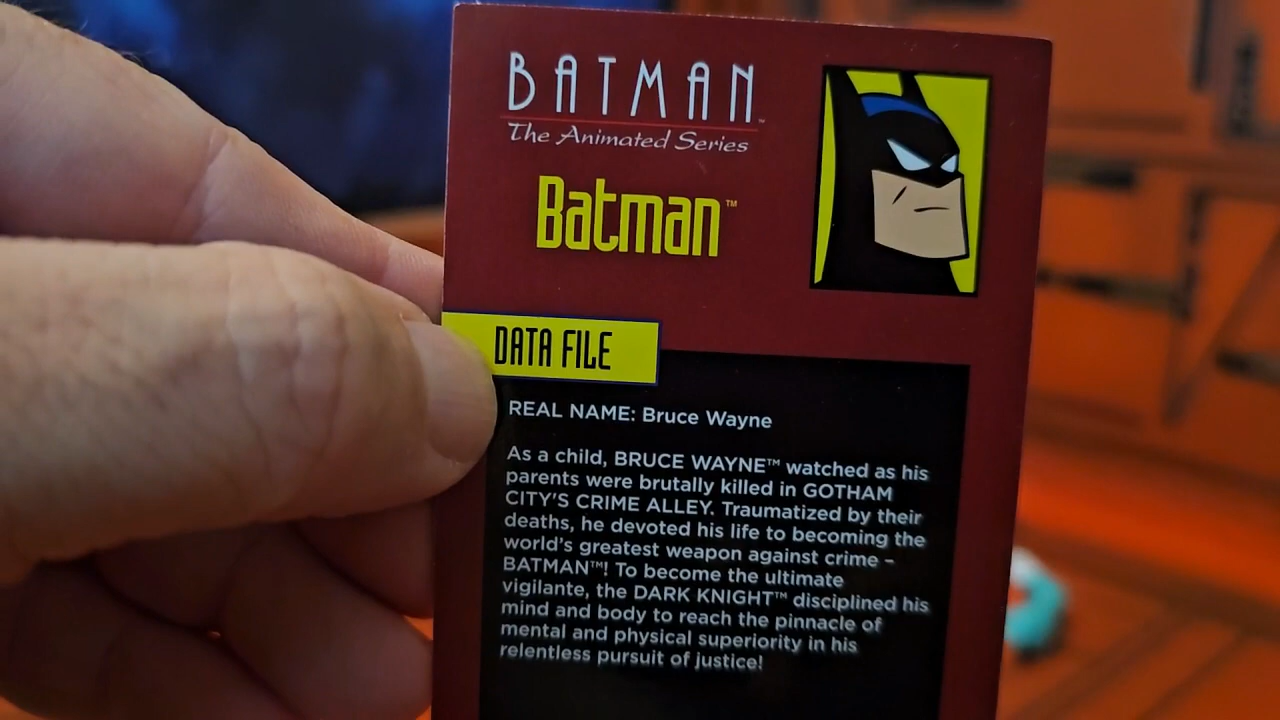 BATMAN™
The Animated Series
Batman™
DATA FILE
REAL NAME: Bruce Wayne
As a child, BRUCE WAYNE™ watched as his
parents were brutally killed in GOTHAM
CITY'S CRIME ALLEY. Traumatized by their
deaths, he devoted his life to becoming the
world's greatest weapon against crime –
BATMAN™! To become the ultimate
vigilante, the DARK KNIGHT™ disciplined his
mind and body to reach the pinnacle of
mental and physical superiority in his
relentless pursuit of justice!